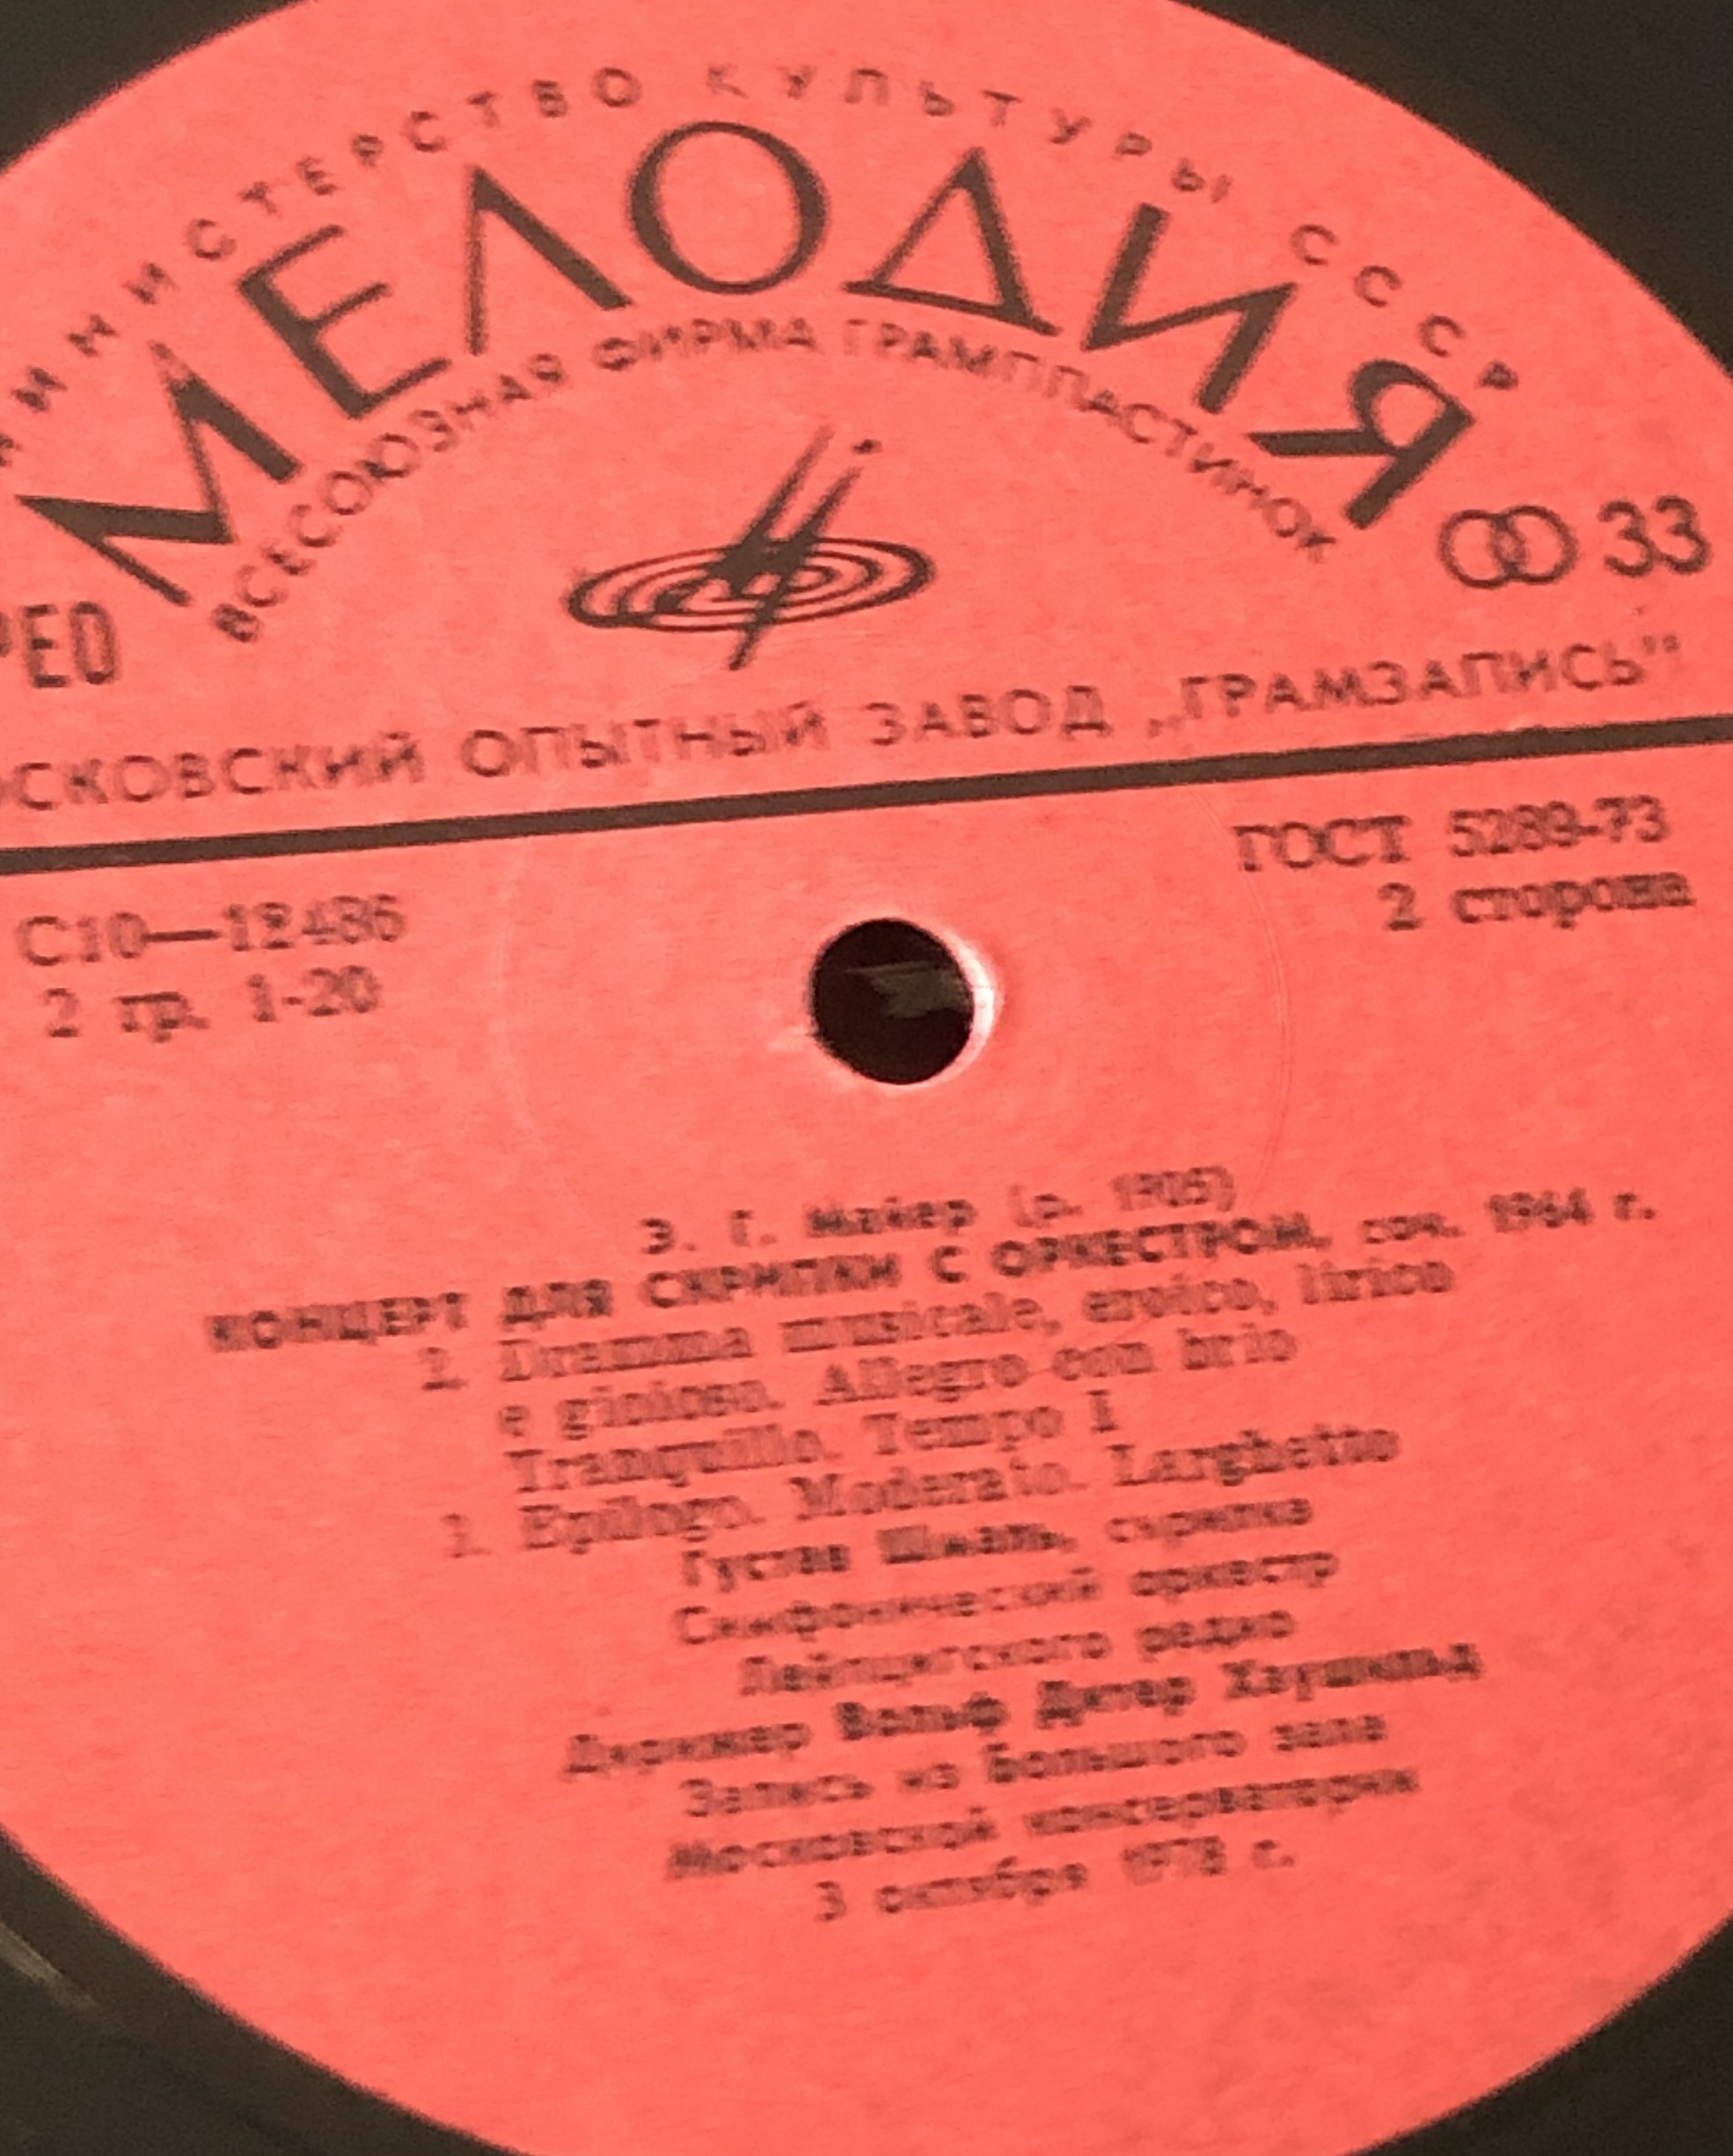 МИНИСТЕРСТВО КУЛЬТУРЫ СССР
МЕЛОДИЯ
ВСЕСОЮЗНАЯ ФИРМА ГРАМПЛАСТИНОК
РЕО
33
ОСКОВСКИЙ ОПЫТНЫЙ ЗАВОД „ГРАМЗАПИСЬ"
С10—12486
ГОСТ 5289-73
2 гр. 1-20
2 сторона
Э. Г. Майер (р. 1905)
КОНЦЕРТ ДЛЯ СКРИПКИ С ОРКЕСТРОМ, соч. 1964 г.
2. Dramma musicale, eroico, lirico
e gioioso. Allegro con brio
Tranquillo. Tempo I
3. Epilogo. Moderato. Larghetto
Густав Шмаль, скрипка
Симфонический оркестр
Лейпцигского радио
Дирижер Вольф Дитер Хаушильд
Запись из Большого зала
Московской консерватории
3 октября 1978 г.